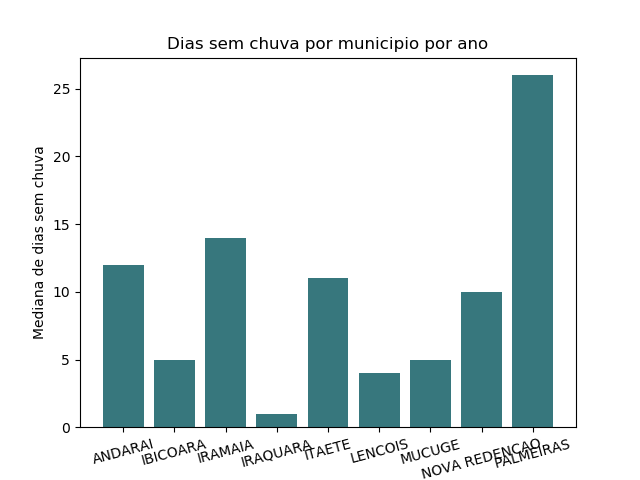 Dias sem chuva por municipio por ano
Mediana de dias sem chuva
25
20
15
10
5
0
ANDARAI
IBICOARA
IRAMAIA
IRAQUARA
ITAETE
LENCOIS
MUCUGE
NOVA REDENCAO
PALMEIRAS